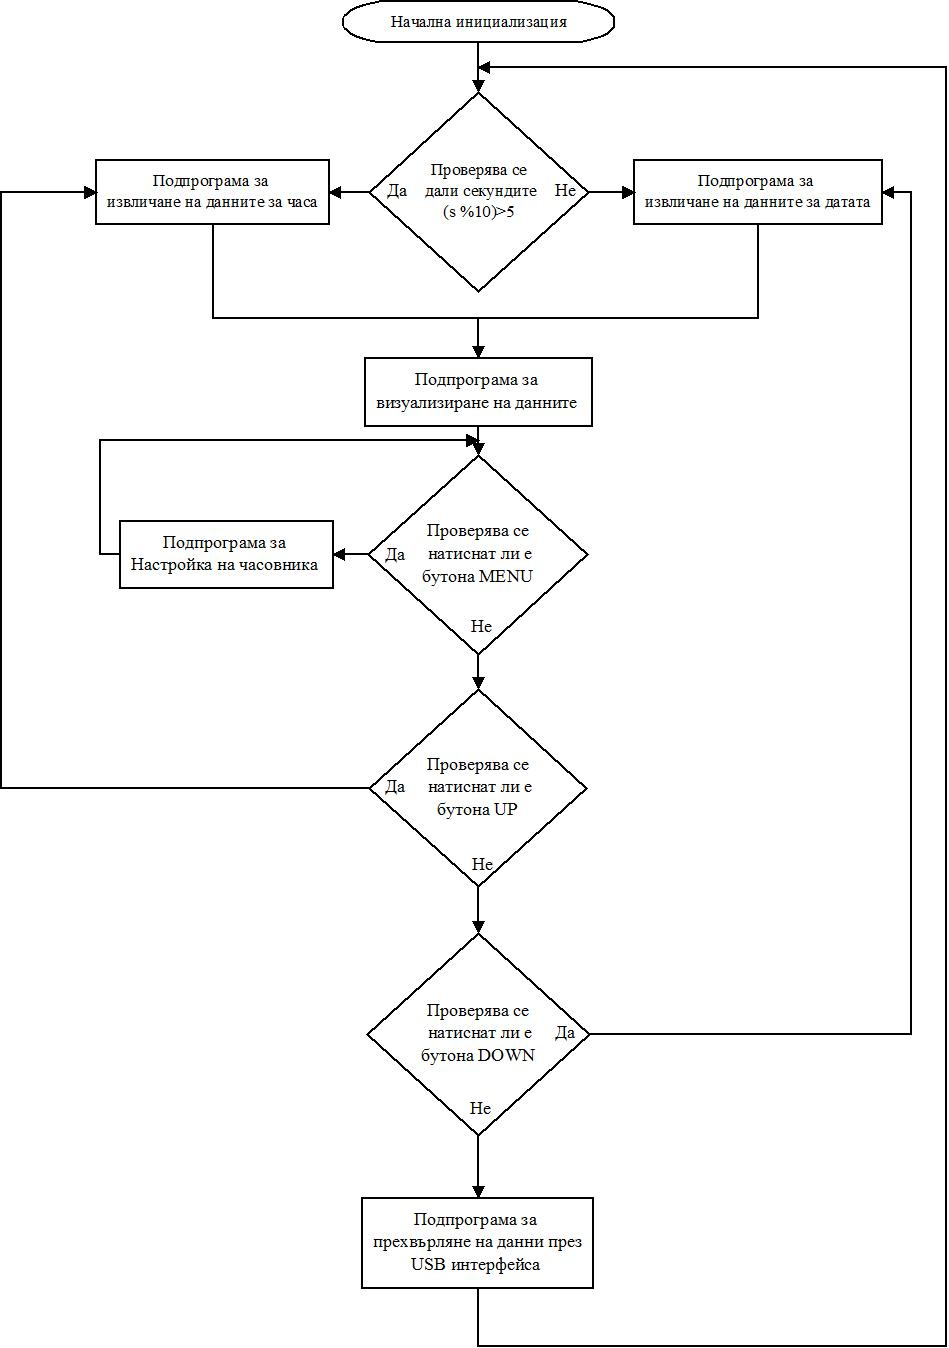 Начална инициализация
Проверява се
дали секундите
(s %10)>5
Да
Не
Подпрограма за
извличане на данните за часа
Подпрограма за
извличане на данните за датата
Подпрограма за
визуализиране на данните
Проверява се
натиснат ли е
бутона MENU
Да
Не
Подпрограма за
Настройка на часовника
Проверява се
натиснат ли е
бутона UP
Да
Не
Проверява се
натиснат ли е
бутона DOWN
Да
Не
Подпрограма за
прехвърляне на данни през
USB интерфейса